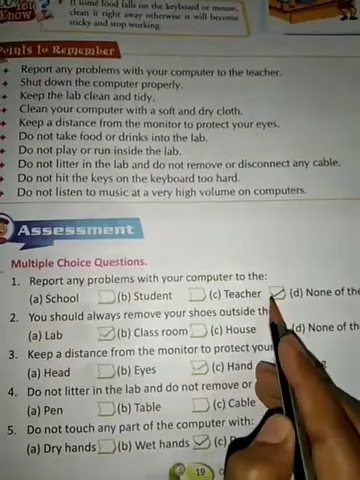 Know?
If some food falls on the keyboard or mouse,
clean it right away otherwise it will become
sticky and stop working.
Points to Remember
Report any problems with your computer to the teacher.
Shut down the computer properly.
Keep the lab clean and tidy.
Clean your computer with a soft and dry cloth.
Keep a distance from the monitor to protect your eyes.
Do not take food or drinks into the lab.
Do not play or run inside the lab.
Do not litter in the lab and do not remove or disconnect any cable.
Do not hit the keys on the keyboard too hard.
Do not listen to music at a very high volume on computers.
Assessment
Multiple Choice Questions.
1. Report any problems with your computer to the:
(a) School (b) Student (c) Teacher (d) None of the
2. You should always remove your shoes outside the
(a) Lab (b) Class room (c) House (d) None of the
3. Keep a distance from the monitor to protect your
(a) Head (b) Eyes (c) Hand
4. Do not litter in the lab and do not remove or
(a) Pen (b) Table (c) Cable
5. Do not touch any part of the computer with:
(a) Dry hands (b) Wet hands (c)
19